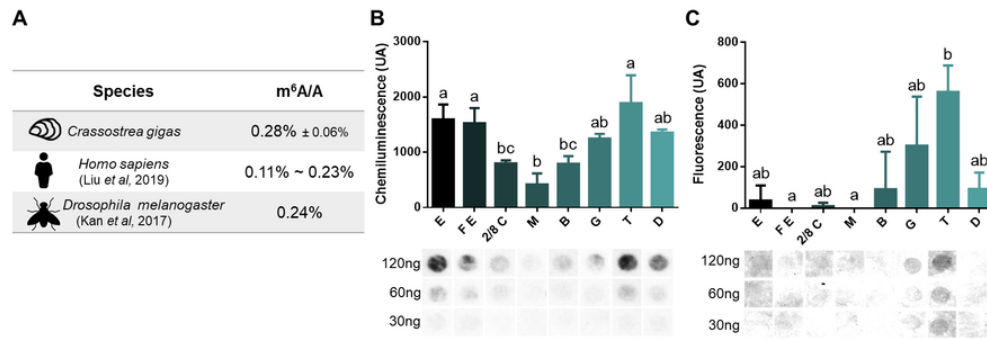 A
Species m⁶A/A
Crassostrea gigas 0.28% ± 0.06%
Homo sapiens
(Liu et al, 2019) 0.11% ~ 0.23%
Drosophila melanogaster
(Kan et al, 2017) 0.24%
B
Chemiluminescence (UA)
3000
2000
1000
0
a a bc b bc ab a ab
E F E 2/8 C M B G T D
120ng
60ng
30ng
C
Fluorescence (UA)
800
600
400
200
0
ab a ab a ab ab b ab
E F E 2/8 C M B G T D
120ng
60ng
30ng